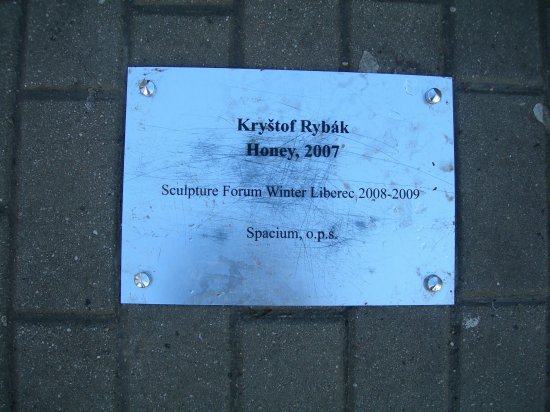 Kryštof Rybák
Honey, 2007
Sculpture Forum Winter Liberec 2008-2009
Spacium, o.p.s.